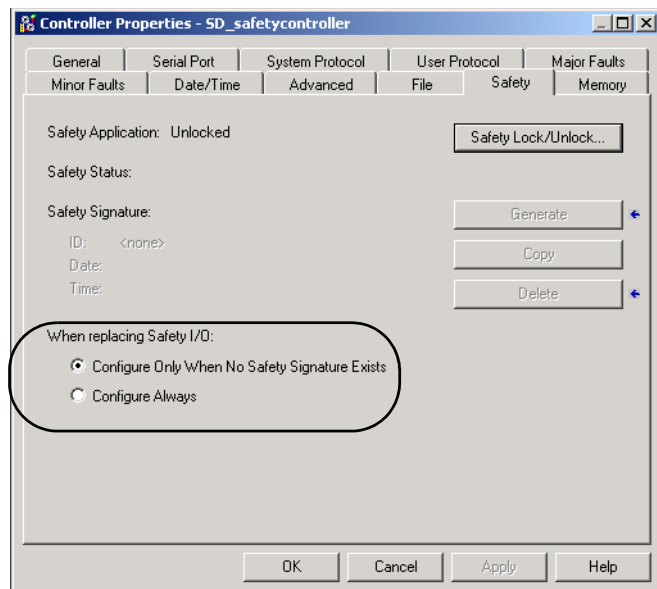 Controller Properties - SD_safetycontroller
General Serial Port System Protocol User Protocol Major Faults
Minor Faults Date/Time Advanced File Safety Memory
Safety Application: Unlocked
Safety Lock/Unlock...
Safety Status:
Safety Signature:
Generate
ID: <none>
Copy
Date:
Time:
Delete
When replacing Safety I/O:
Configure Only When No Safety Signature Exists
Configure Always
OK Cancel Apply Help